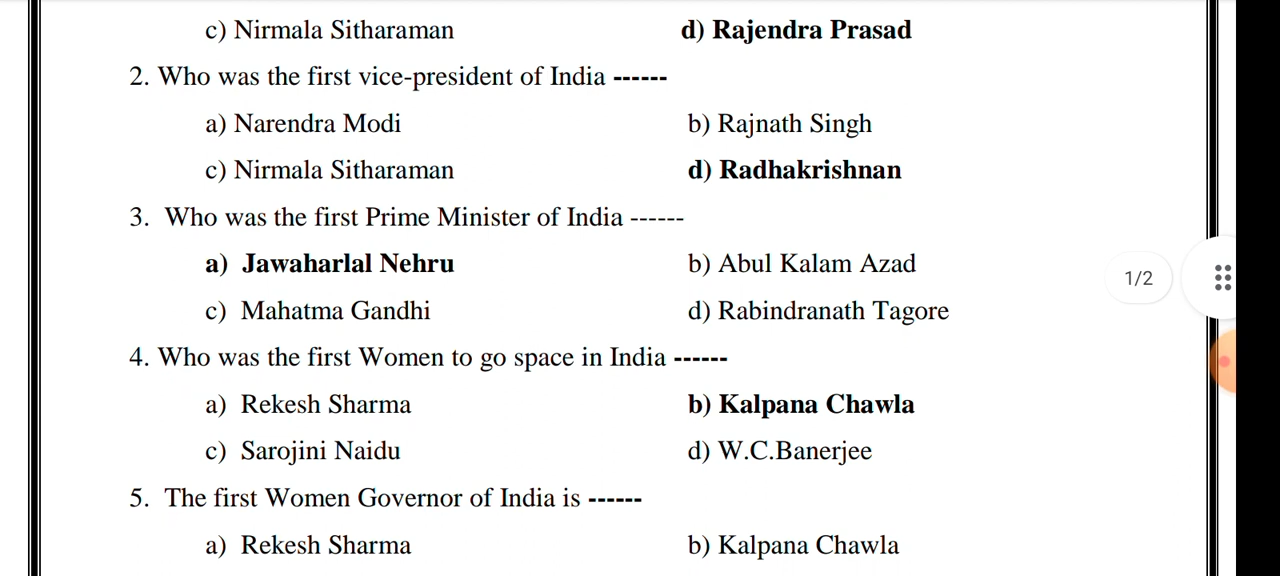 c) Nirmala Sitharaman d) Rajendra Prasad
2. Who was the first vice-president of India ------
a) Narendra Modi b) Rajnath Singh
c) Nirmala Sitharaman d) Radhakrishnan
3. Who was the first Prime Minister of India ------
a) Jawaharlal Nehru b) Abul Kalam Azad
c) Mahatma Gandhi d) Rabindranath Tagore
4. Who was the first Women to go space in India ------
a) Rekesh Sharma b) Kalpana Chawla
c) Sarojini Naidu d) W.C.Banerjee
5. The first Women Governor of India is ------
a) Rekesh Sharma b) Kalpana Chawla
1/2